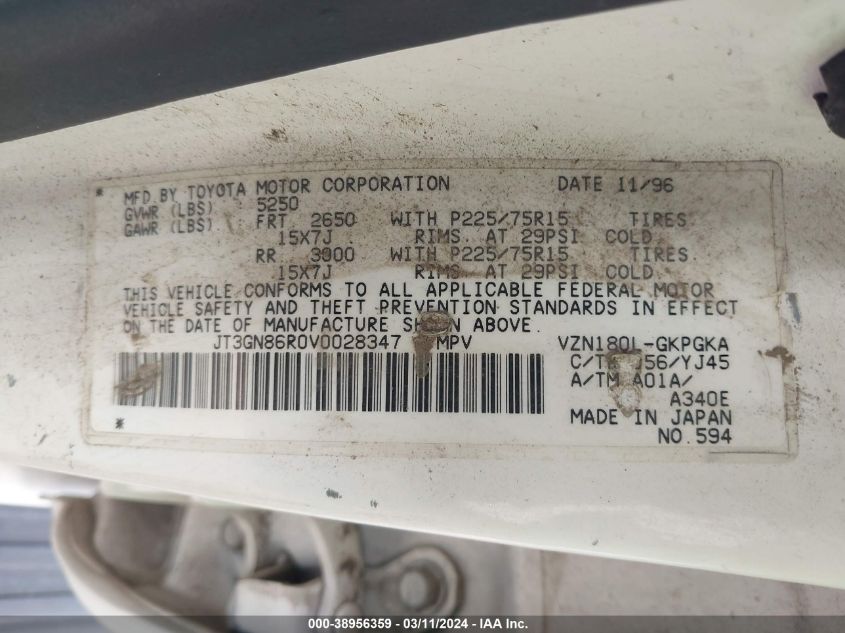 * MFD BY TOYOTA MOTOR CORPORATION DATE 11/96
GVWR (LBS) 5250
GAWR (LBS) FRT 2650 WITH P225/75R15 TIRES
15X7J RIMS. AT 29PSI COLD.
RR 3000 WITH P225/75R15 TIRES
15X7J RIMS. AT 29PSI COLD.
THIS VEHICLE CONFORMS TO ALL APPLICABLE FEDERAL MOTOR
VEHICLE SAFETY AND THEFT PREVENTION STANDARDS IN EFFECT
ON THE DATE OF MANUFACTURE SHOWN ABOVE.
JT3GN86R0V0028347 MPV VZN180L-GKPGKA
C/TR 056/YJ45
A/TM A01A/
A340E
MADE IN JAPAN
* NO.594
000-38956359 - 03/11/2024 - IAA Inc.